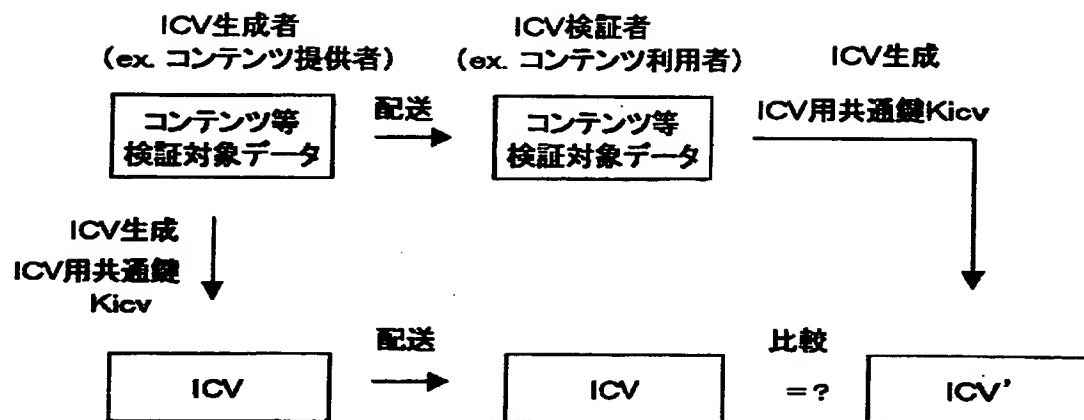 ICV生成者
(ex. コンテンツ提供者)
ICV検証者
(ex. コンテンツ利用者)
ICV生成
ICV用共通鍵Kicv
コンテンツ等
検証対象データ
配送
コンテンツ等
検証対象データ
ICV生成
ICV用共通鍵
Kicv
ICV
配送
ICV
比較
=?
ICV'